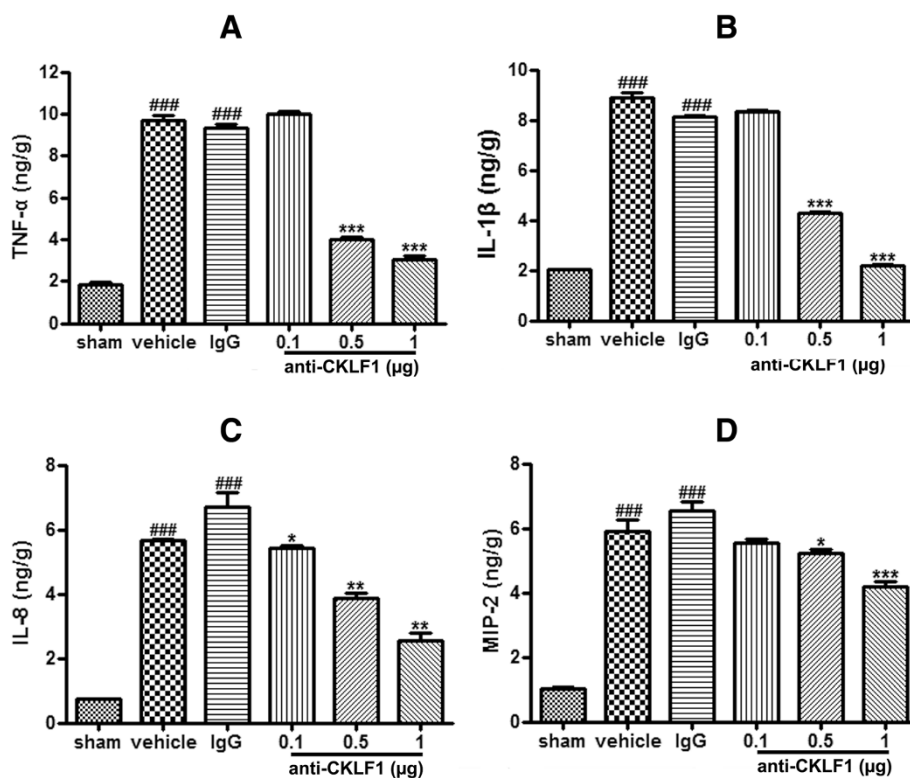 A
TNF-α (ng/g)
12
10
8
6
4
2
0
###
###
***
***
sham vehicle IgG 0.1 0.5 1
anti-CKLF1 (µg)
B
IL-1β (ng/g)
10
8
6
4
2
0
###
###
***
***
sham vehicle IgG 0.1 0.5 1
anti-CKLF1 (µg)
C
IL-8 (ng/g)
8
6
4
2
0
###
###
*
**
**
sham vehicle IgG 0.1 0.5 1
anti-CKLF1 (µg)
D
MIP-2 (ng/g)
8
6
4
2
0
###
###
*
***
sham vehicle IgG 0.1 0.5 1
anti-CKLF1 (µg)